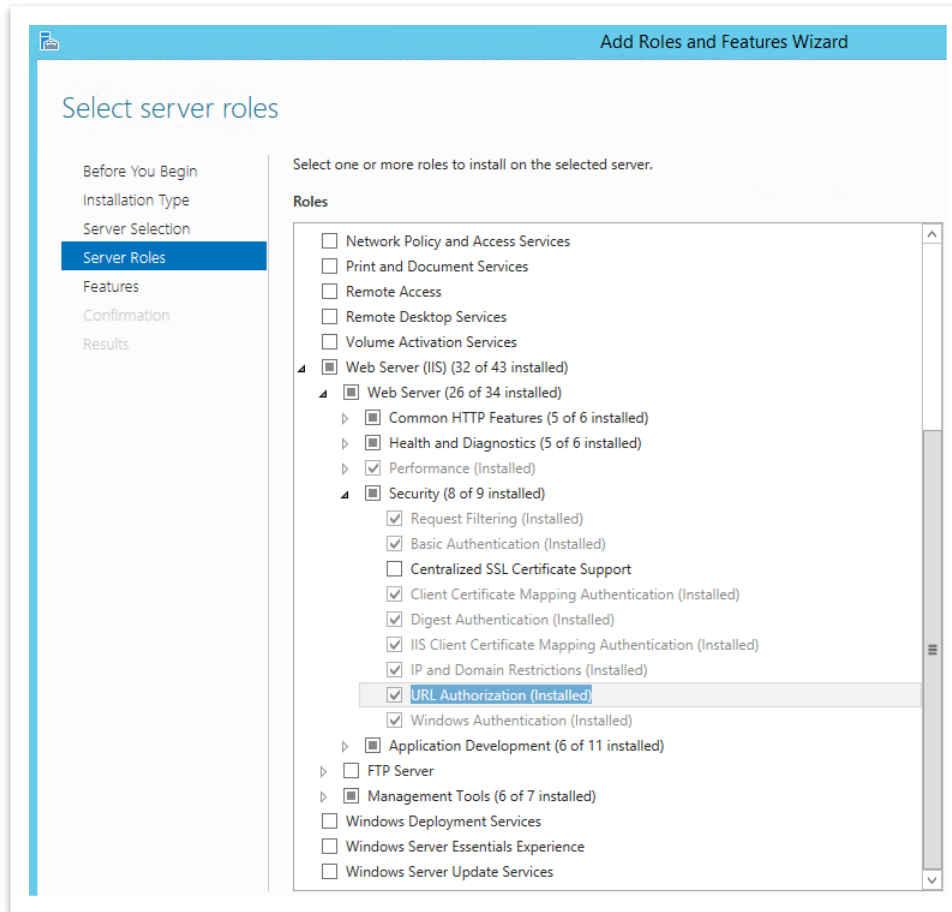 Add Roles and Features Wizard
Select server roles
Before You Begin
Installation Type
Server Selection
Server Roles
Features
Confirmation
Results
Select one or more roles to install on the selected server.
Roles
Network Policy and Access Services
Print and Document Services
Remote Access
Remote Desktop Services
Volume Activation Services
Web Server (IIS) (32 of 43 installed)
Web Server (26 of 34 installed)
Common HTTP Features (5 of 6 installed)
Health and Diagnostics (5 of 6 installed)
Performance (Installed)
Security (8 of 9 installed)
Request Filtering (Installed)
Basic Authentication (Installed)
Centralized SSL Certificate Support
Client Certificate Mapping Authentication (Installed)
Digest Authentication (Installed)
IIS Client Certificate Mapping Authentication (Installed)
IP and Domain Restrictions (Installed)
URL Authorization (Installed)
Windows Authentication (Installed)
Application Development (6 of 11 installed)
FTP Server
Management Tools (6 of 7 installed)
Windows Deployment Services
Windows Server Essentials Experience
Windows Server Update Services